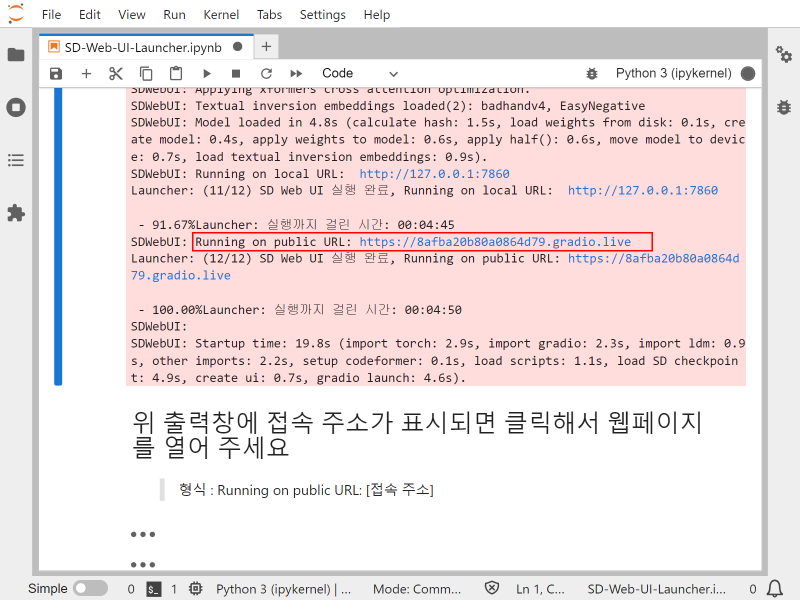 File Edit View Run Kernel Tabs Settings Help
SD-Web-UI-Launcher.ipynb
Code
Python 3 (ipykernel)
SDWebUI: Applying xformers cross attention optimization.
SDWebUI: Textual inversion embeddings loaded(2): badhandv4, EasyNegative
SDWebUI: Model loaded in 4.8s (calculate hash: 1.5s, load weights from disk: 0.1s, cre
ate model: 0.4s, apply weights to model: 0.6s, apply half(): 0.6s, move model to devic
e: 0.7s, load textual inversion embeddings: 0.9s).
SDWebUI: Running on local URL:  http://127.0.0.1:7860
Launcher: (11/12) SD Web UI 실행 완료, Running on local URL:  http://127.0.0.1:7860
- 91.67%Launcher: 실행까지 걸린 시간: 00:04:45
SDWebUI: Running on public URL: https://8afba20b80a0864d79.gradio.live
Launcher: (12/12) SD Web UI 실행 완료, Running on public URL: https://8afba20b80a0864d
79.gradio.live
- 100.00%Launcher: 실행까지 걸린 시간: 00:04:50
SDWebUI:
SDWebUI: Startup time: 19.8s (import torch: 2.9s, import gradio: 2.3s, import ldm: 0.9
s, other imports: 2.2s, setup codeformer: 0.1s, load scripts: 1.1s, load SD checkpoin
t: 4.9s, create ui: 0.7s, gradio launch: 4.6s).
위 출력창에 접속 주소가 표시되면 클릭해서 웹페이지
를 열어 주세요
형식 : Running on public URL: [접속 주소]
Simple 0 1 Python 3 (ipykernel) | ... Mode: Comm... Ln 1, C... SD-Web-UI-Launcher.i... 0